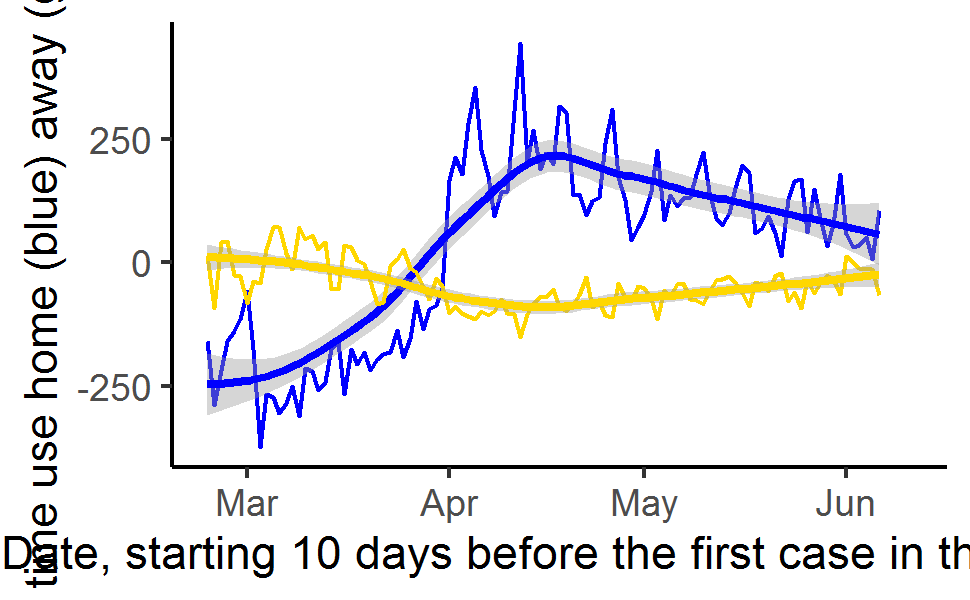 time use home (blue) away (
250
0
-250
Mar Apr May Jun
Date, starting 10 days before the first case in th